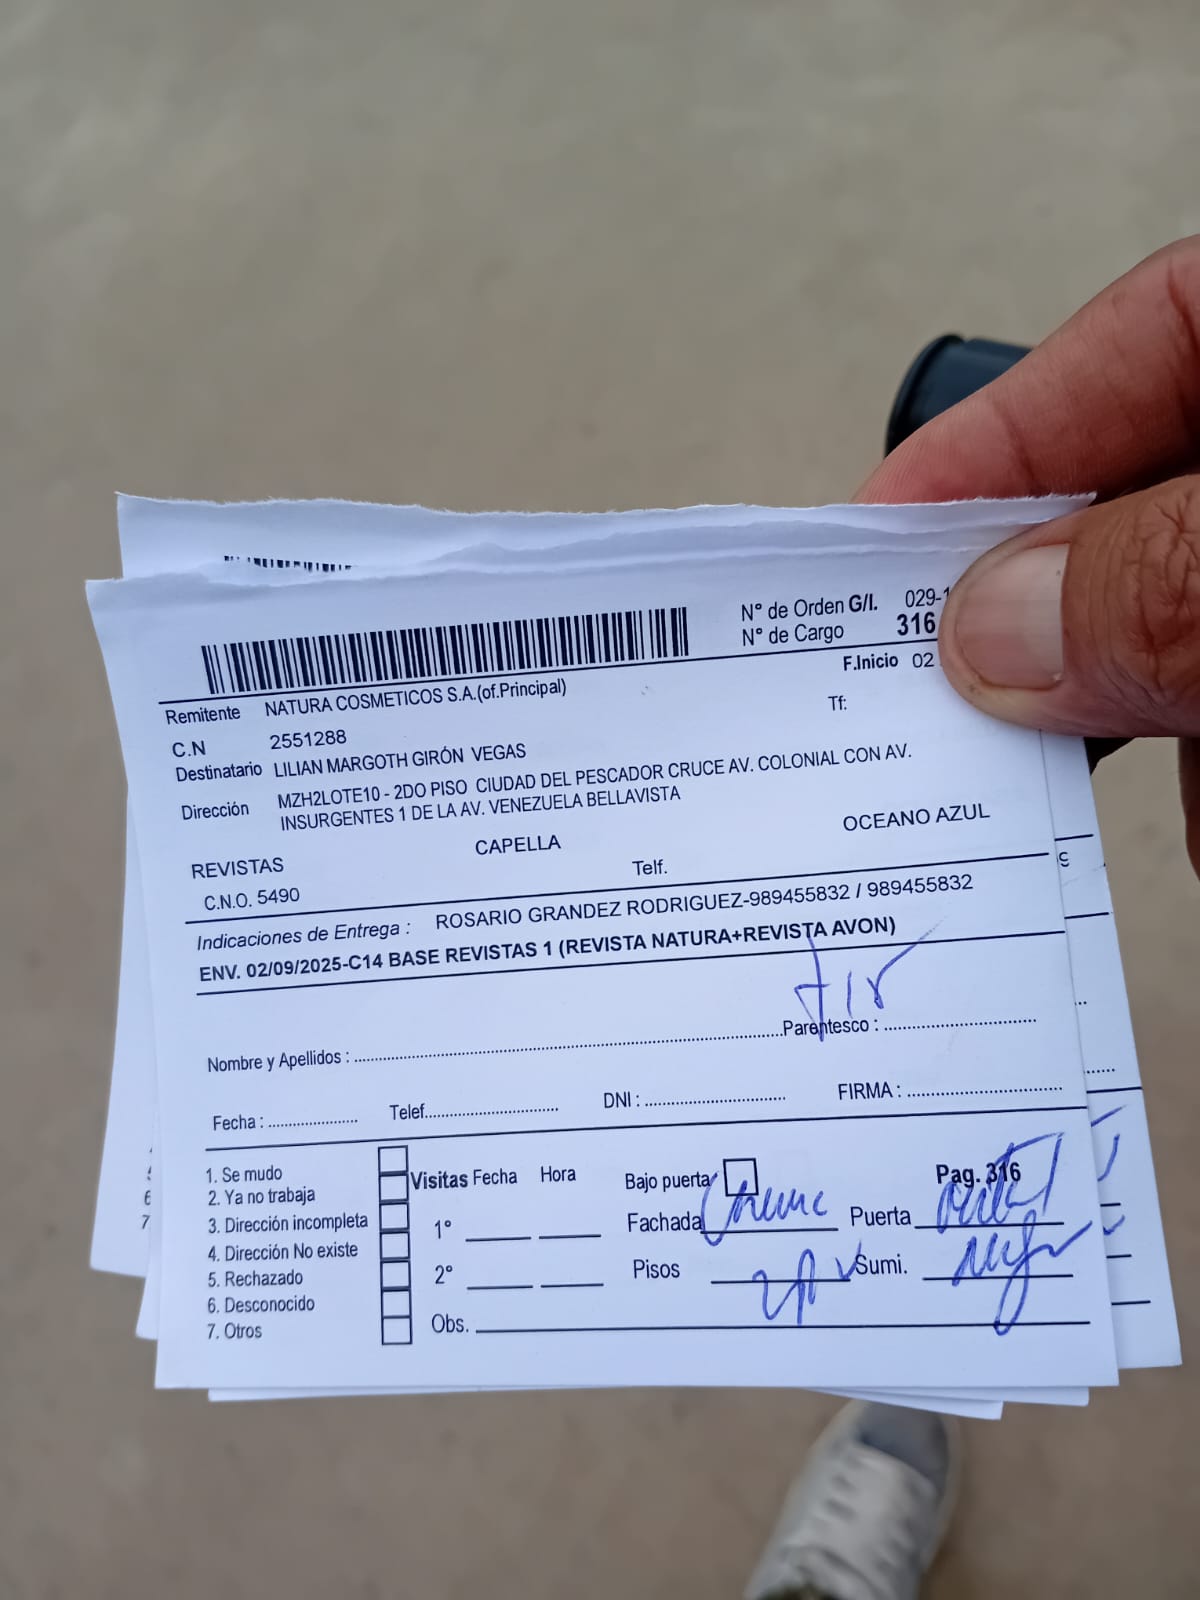 N° de Orden G/I. 029-1
N° de Cargo 316
F.Inicio 02
Remitente NATURA COSMETICOS S.A.(of.Principal)
C.N 2551288
Tf:
Destinatario LILIAN MARGOTH GIRÓN VEGAS
Dirección MZH2LOTE10 - 2DO PISO CIUDAD DEL PESCADOR CRUCE AV. COLONIAL CON AV.
INSURGENTES 1 DE LA AV. VENEZUELA BELLAVISTA
REVISTAS CAPELLA OCEANO AZUL
C.N.O. 5490 Telf.
Indicaciones de Entrega : ROSARIO GRANDEZ RODRIGUEZ-989455832 / 989455832
ENV. 02/09/2025-C14 BASE REVISTAS 1 (REVISTA NATURA+REVISTA AVON)
Nombre y Apellidos : Parentesco :
Fecha : Telef. DNI : FIRMA :
1. Se mudo
2. Ya no trabaja
3. Dirección incompleta
4. Dirección No existe
5. Rechazado
6. Desconocido
7. Otros
Visitas Fecha Hora
1°
2°
Obs.
Bajo puerta Pag. 316
Fachada Puerta
Pisos Sumi.
6
7